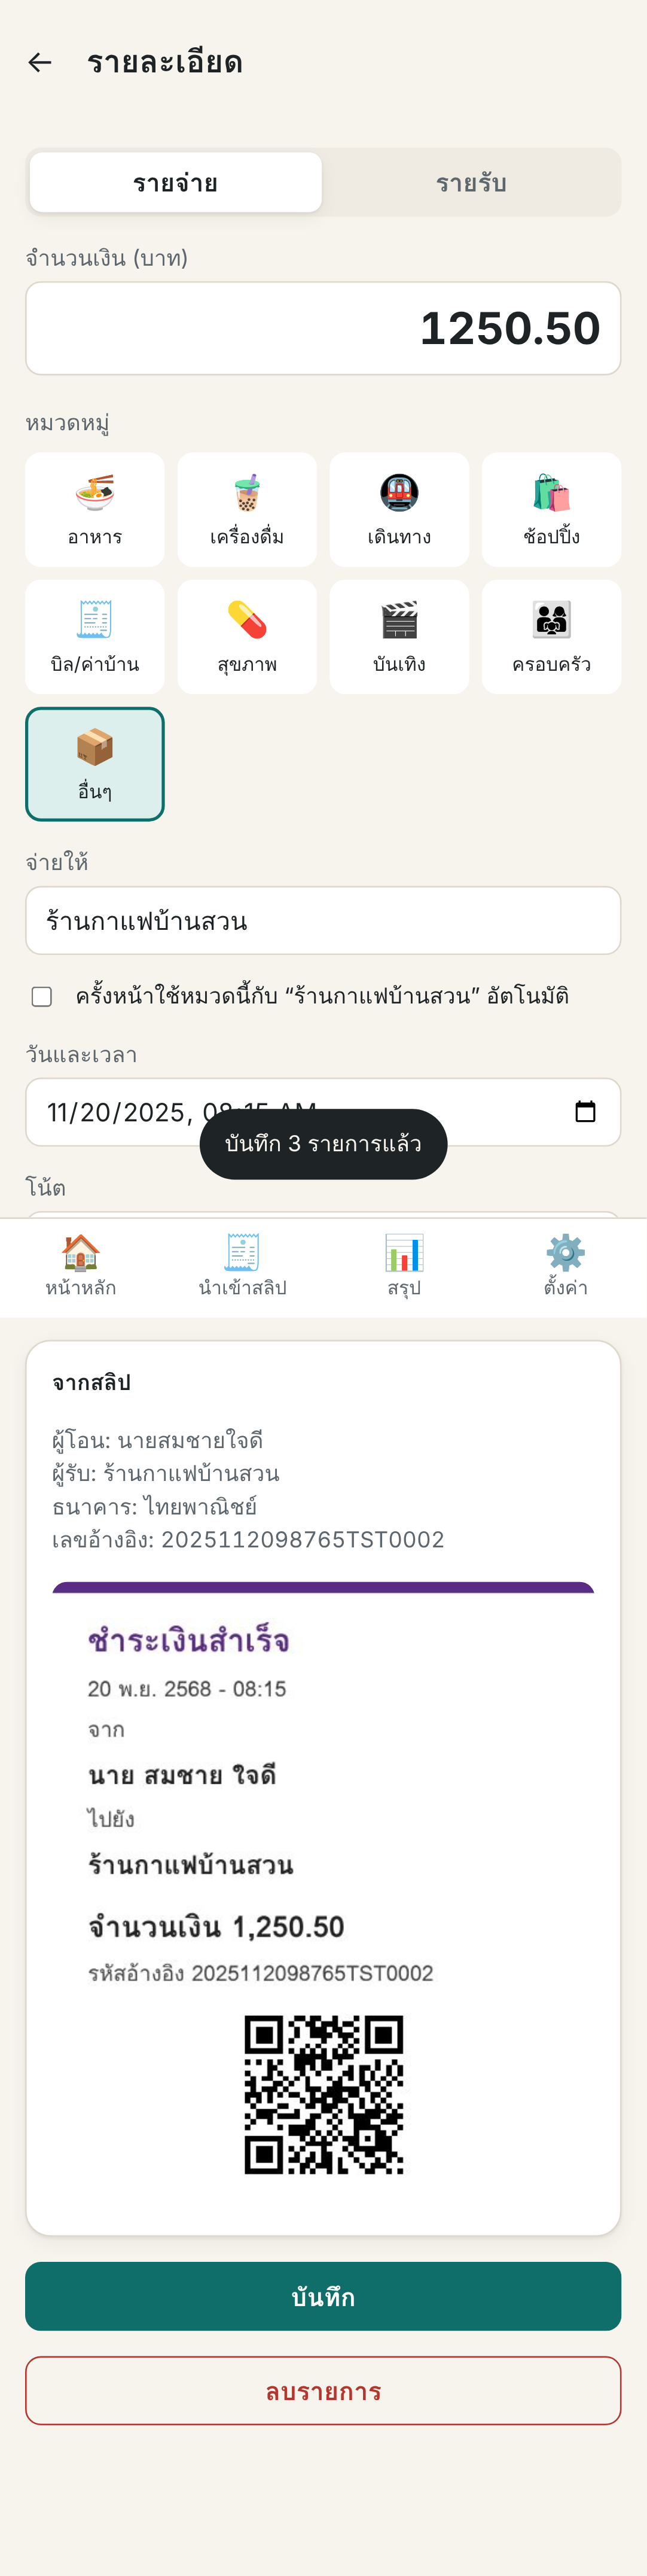 รายละเอียด
รายจ่าย
รายรับ
จำนวนเงิน (บาท)
1250.50
หมวดหมู่
อาหาร
เครื่องดื่ม
เดินทาง
ช้อปปิ้ง
บิล/ค่าบ้าน
สุขภาพ
บันเทิง
ครอบครัว
อื่นๆ
จ่ายให้
ร้านกาแฟบ้านสวน
ครั้งหน้าใช้หมวดนี้กับ “ร้านกาแฟบ้านสวน” อัตโนมัติ
วันและเวลา
11/20/2025,
บันทึก 3 รายการแล้ว
โน้ต
หน้าหลัก
นำเข้าสลิป
สรุป
ตั้งค่า
จากสลิป
ผู้โอน: นายสมชายใจดี
ผู้รับ: ร้านกาแฟบ้านสวน
ธนาคาร: ไทยพาณิชย์
เลขอ้างอิง: 2025112098765TST0002
ชำระเงินสำเร็จ
20 พ.ย. 2568 - 08:15
จาก
นาย สมชาย ใจดี
ไปยัง
ร้านกาแฟบ้านสวน
จำนวนเงิน 1,250.50
รหัสอ้างอิง 2025112098765TST0002
บันทึก
ลบรายการ